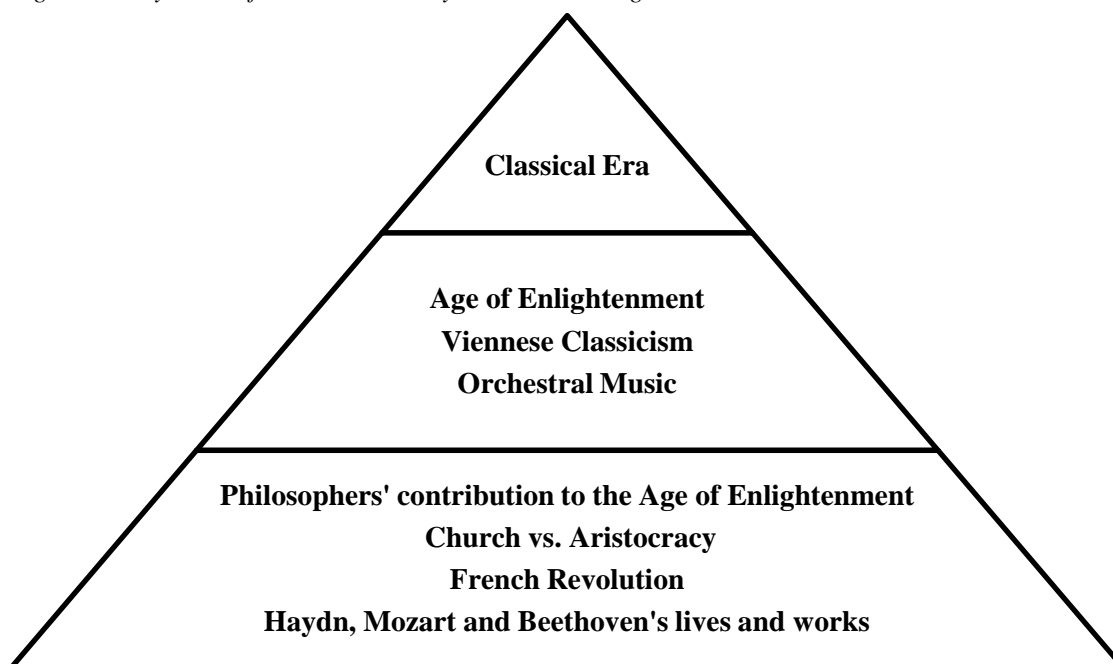 Classical Era
Age of Enlightenment
Viennese Classicism
Orchestral Music
Philosophers' contribution to the Age of Enlightenment
Church vs. Aristocracy
French Revolution
Haydn, Mozart and Beethoven's lives and works